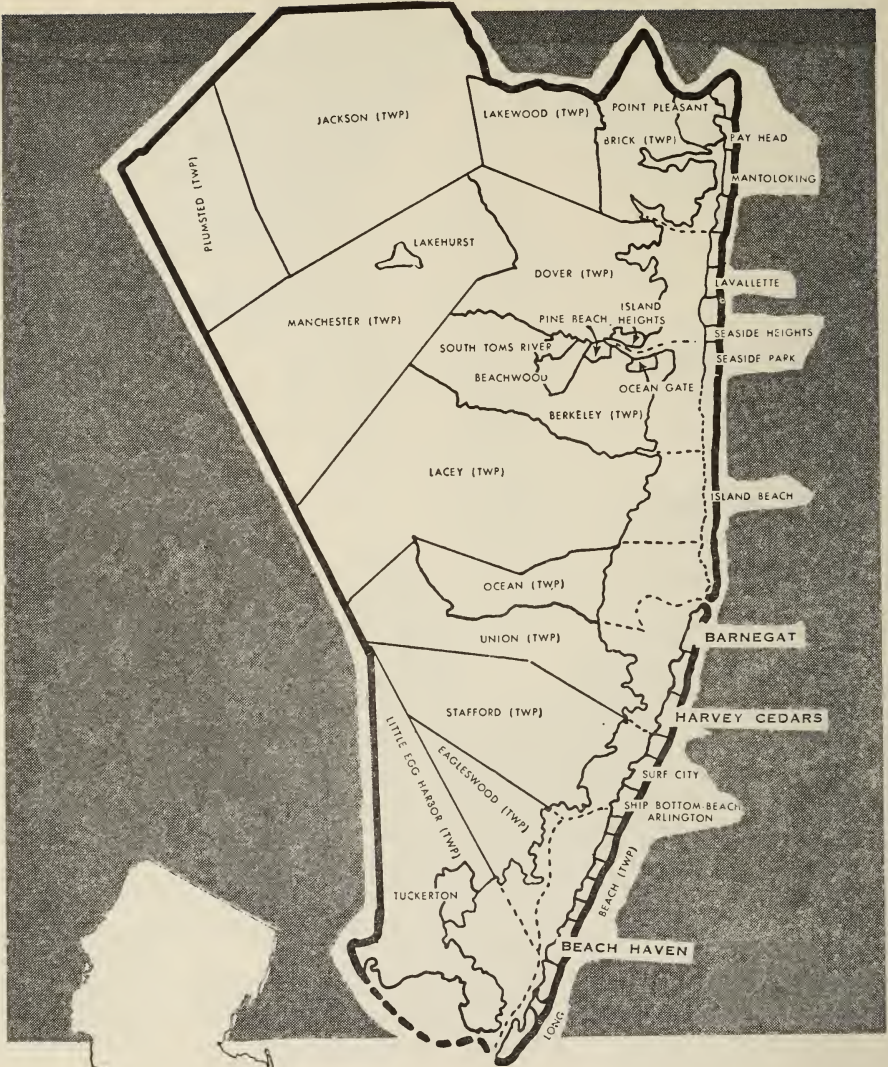 JACKSON (TWP)
LAKEWOOD (TWP)
POINT PLEASANT
BRICK (TWP)
PAY HEAD
MANTOLOKING
PLUMSTED (TWP)
LAKEHURST
DOVER (TWP)
LAVALLETTE
MANCHESTER (TWP)
PINE BEACH
ISLAND
HEIGHTS
SEASIDE HEIGHTS
SOUTH TOMS RIVER
SEASIDE PARK
BEACHWOOD
OCEAN GATE
BERKELEY (TWP)
LACEY (TWP)
ISLAND BEACH
OCEAN (TWP)
UNION (TWP)
BARNEGAT
STAFFORD (TWP)
HARVEY CEDARS
LITTLE EGG HARBOR (TWP)
EAGLESWOOD (TWP)
SURF CITY
SHIP BOTTOM-BEACH
ARLINGTON
TUCKERTON
BEACH HAVEN
LONG BEACH (TWP)